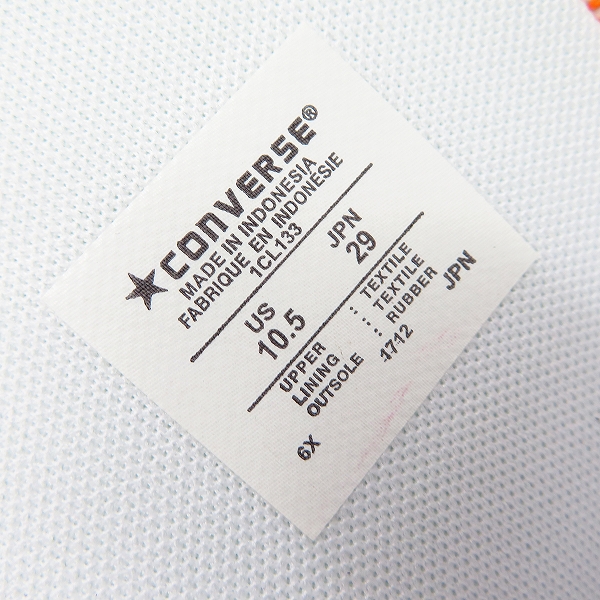 ★CONVERSE®
MADE IN INDONESIA
FABRIQUE EN INDONÉSIE
1CL133
US JPN
10.5 29
UPPER : TEXTILE
LINING : TEXTILE
OUTSOLE : RUBBER
1712 JPN
6X